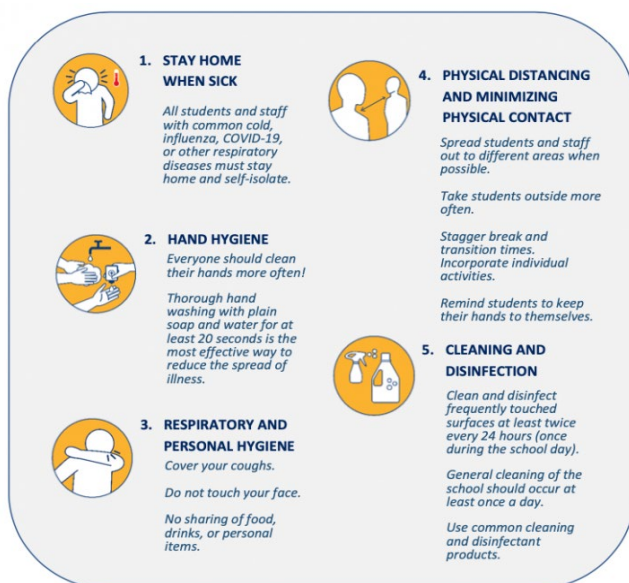 1. STAY HOME
WHEN SICK
All students and staff
with common cold,
influenza, COVID-19,
or other respiratory
diseases must stay
home and self-isolate.
2. HAND HYGIENE
Everyone should clean
their hands more often!
Thorough hand
washing with plain
soap and water for at
least 20 seconds is the
most effective way to
reduce the spread of
illness.
3. RESPIRATORY AND
PERSONAL HYGIENE
Cover your coughs.
Do not touch your face.
No sharing of food,
drinks, or personal
items.
4. PHYSICAL DISTANCING
AND MINIMIZING
PHYSICAL CONTACT
Spread students and staff
out to different areas when
possible.
Take students outside more
often.
Stagger break and
transition times.
Incorporate individual
activities.
Remind students to keep
their hands to themselves.
5. CLEANING AND
DISINFECTION
Clean and disinfect
frequently touched
surfaces at least twice
every 24 hours (once
during the school day).
General cleaning of the
school should occur at
least once a day.
Use common cleaning
and disinfectant
products.